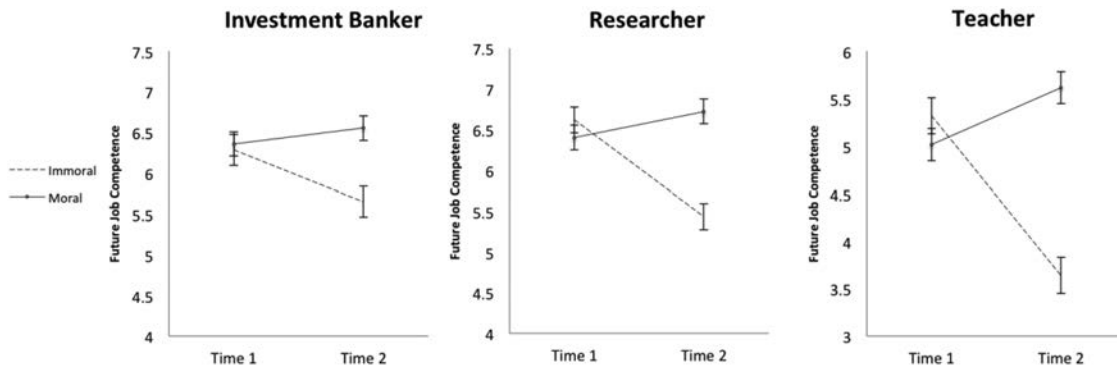 Investment Banker
Researcher
Teacher
Immoral
Moral
Future Job Competence
7.5
7
6.5
6
5.5
5
4.5
4
Time 1
Time 2
Future Job Competence
7.5
7
6.5
6
5.5
5
4.5
4
Time 1
Time 2
Future Job Competence
6
5.5
5
4.5
4
3.5
3
Time 1
Time 2